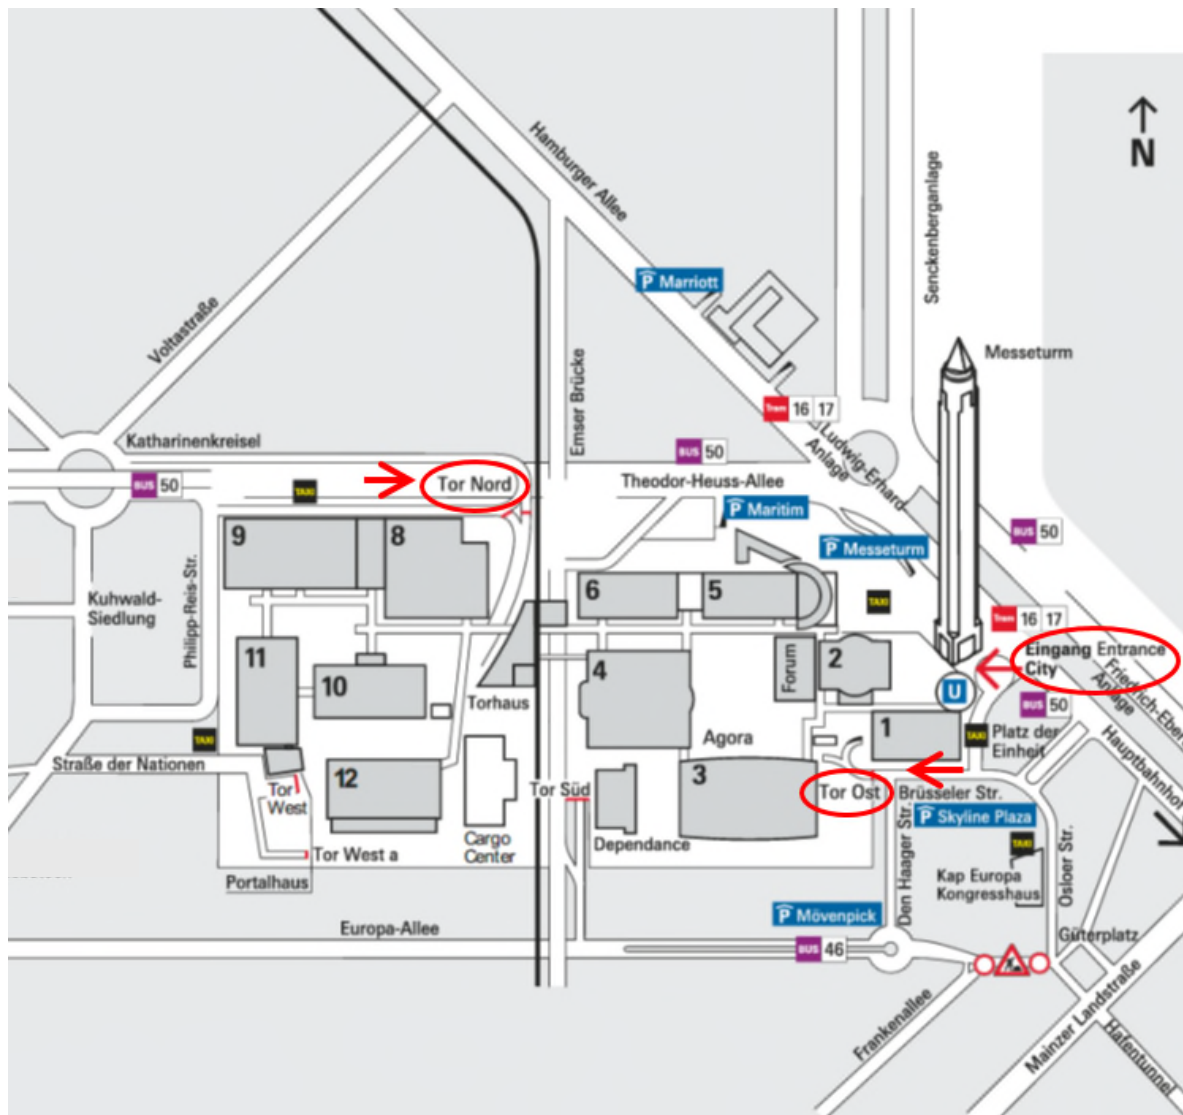 N
Hamburger Allee
Senckenberganlage
P Marriott
Messeturm
Voltastraße
Emser Brücke
Tram 16 17
Ludwig-Erhard-
Anlage
Katharinenkreisel
BUS 50
BUS 50
TAXI
Tor Nord
Theodor-Heuss-Allee
P Maritim
BUS 50
9
8
P Messeturm
Philipp-Reis-Str.
Kuhwald-
Siedlung
6
5
TAXI
Tram 16 17
Eingang Entrance
City
Friedrich-Ebert
Anlage
11
10
4
Forum
2
U
BUS 50
Torhaus
TAXI
Agora
1
TAXI
Platz der
Einheit
Hauptbahnhof
Straße der Nationen
12
3
Tor
West
Tor Süd
Tor Ost
Brüsseler Str.
P Skyline Plaza
Den Haager Str.
TAXI
Osloer Str.
Cargo
Center
Dependance
Tor West a
Portalhaus
Kap Europa
Kongresshaus
P Mövenpick
Europa-Allee
BUS 46
Güterplatz
Frankenallee
Mainzer Landstraße
Hafentunnel